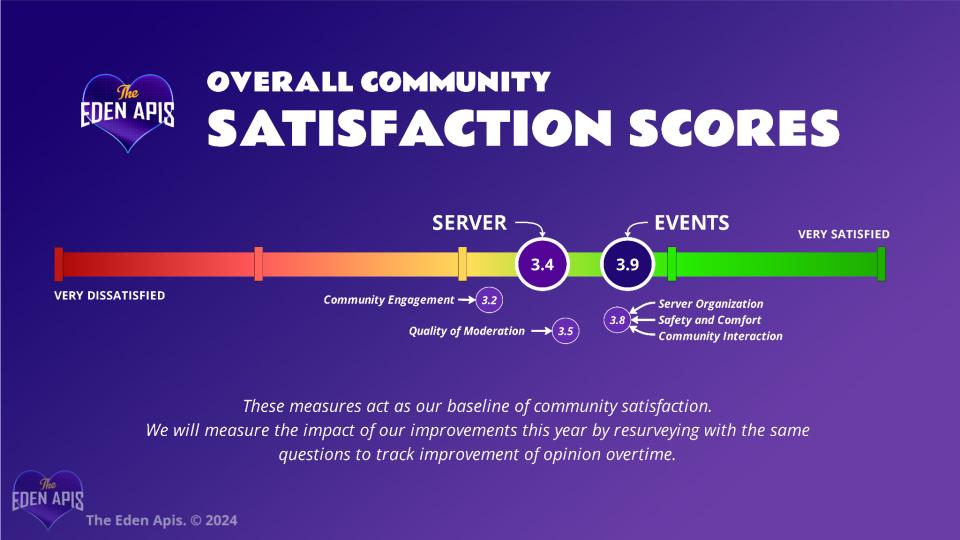 The
EDEN APIS
OVERALL COMMUNITY
SATISFACTION SCORES
SERVER
EVENTS
VERY SATISFIED
3.4
3.9
VERY DISSATISFIED
Community Engagement
3.2
Quality of Moderation
3.5
3.8
Server Organization
Safety and Comfort
Community Interaction
These measures act as our baseline of community satisfaction.
We will measure the impact of our improvements this year by resurveying with the same
questions to track improvement of opinion overtime.
The
EDEN APIS
The Eden Apis. © 2024